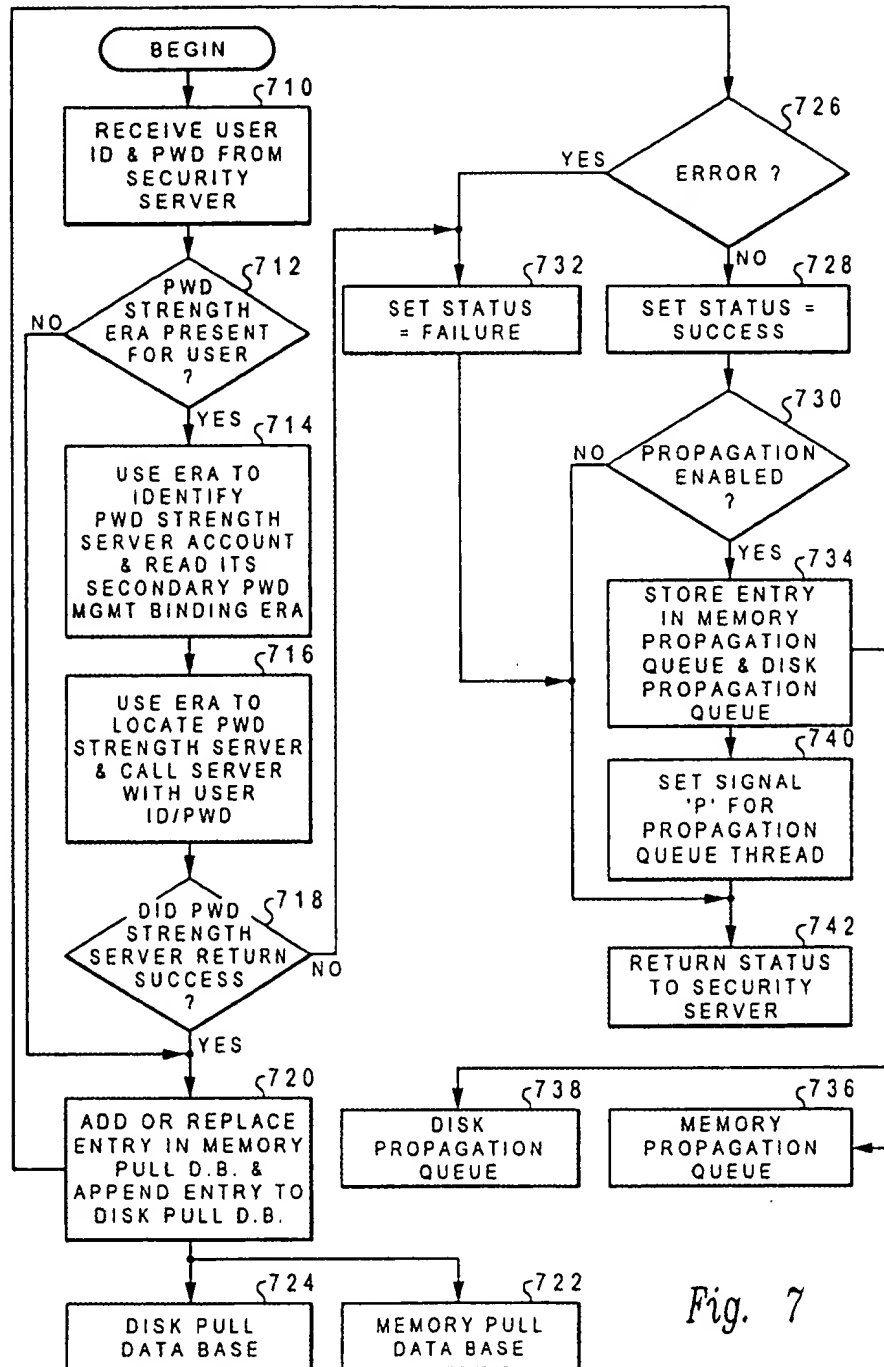 BEGIN
710
RECEIVE USER
ID & PWD FROM
SECURITY
SERVER
712
PWD
STRENGTH
ERA PRESENT
FOR USER
?
NO
YES
714
USE ERA TO
IDENTIFY
PWD STRENGTH
SERVER ACCOUNT
& READ ITS
SECONDARY PWD
MGMT BINDING ERA
716
USE ERA TO
LOCATE PWD
STRENGTH SERVER
& CALL SERVER
WITH USER
ID/PWD
718
DID PWD
STRENGTH
SERVER RETURN
SUCCESS
?
NO
YES
720
ADD OR REPLACE
ENTRY IN MEMORY
PULL D.B. &
APPEND ENTRY TO
DISK PULL D.B.
724
DISK PULL
DATA BASE
722
MEMORY PULL
DATA BASE
726
ERROR ?
YES
NO
732
SET STATUS
= FAILURE
728
SET STATUS =
SUCCESS
730
PROPAGATION
ENABLED
?
NO
YES
734
STORE ENTRY
IN MEMORY
PROPAGATION
QUEUE & DISK
PROPAGATION
QUEUE
740
SET SIGNAL
'P' FOR
PROPAGATION
QUEUE THREAD
742
RETURN STATUS
TO SECURITY
SERVER
738
DISK
PROPAGATION
QUEUE
736
MEMORY
PROPAGATION
QUEUE
Fig. 7